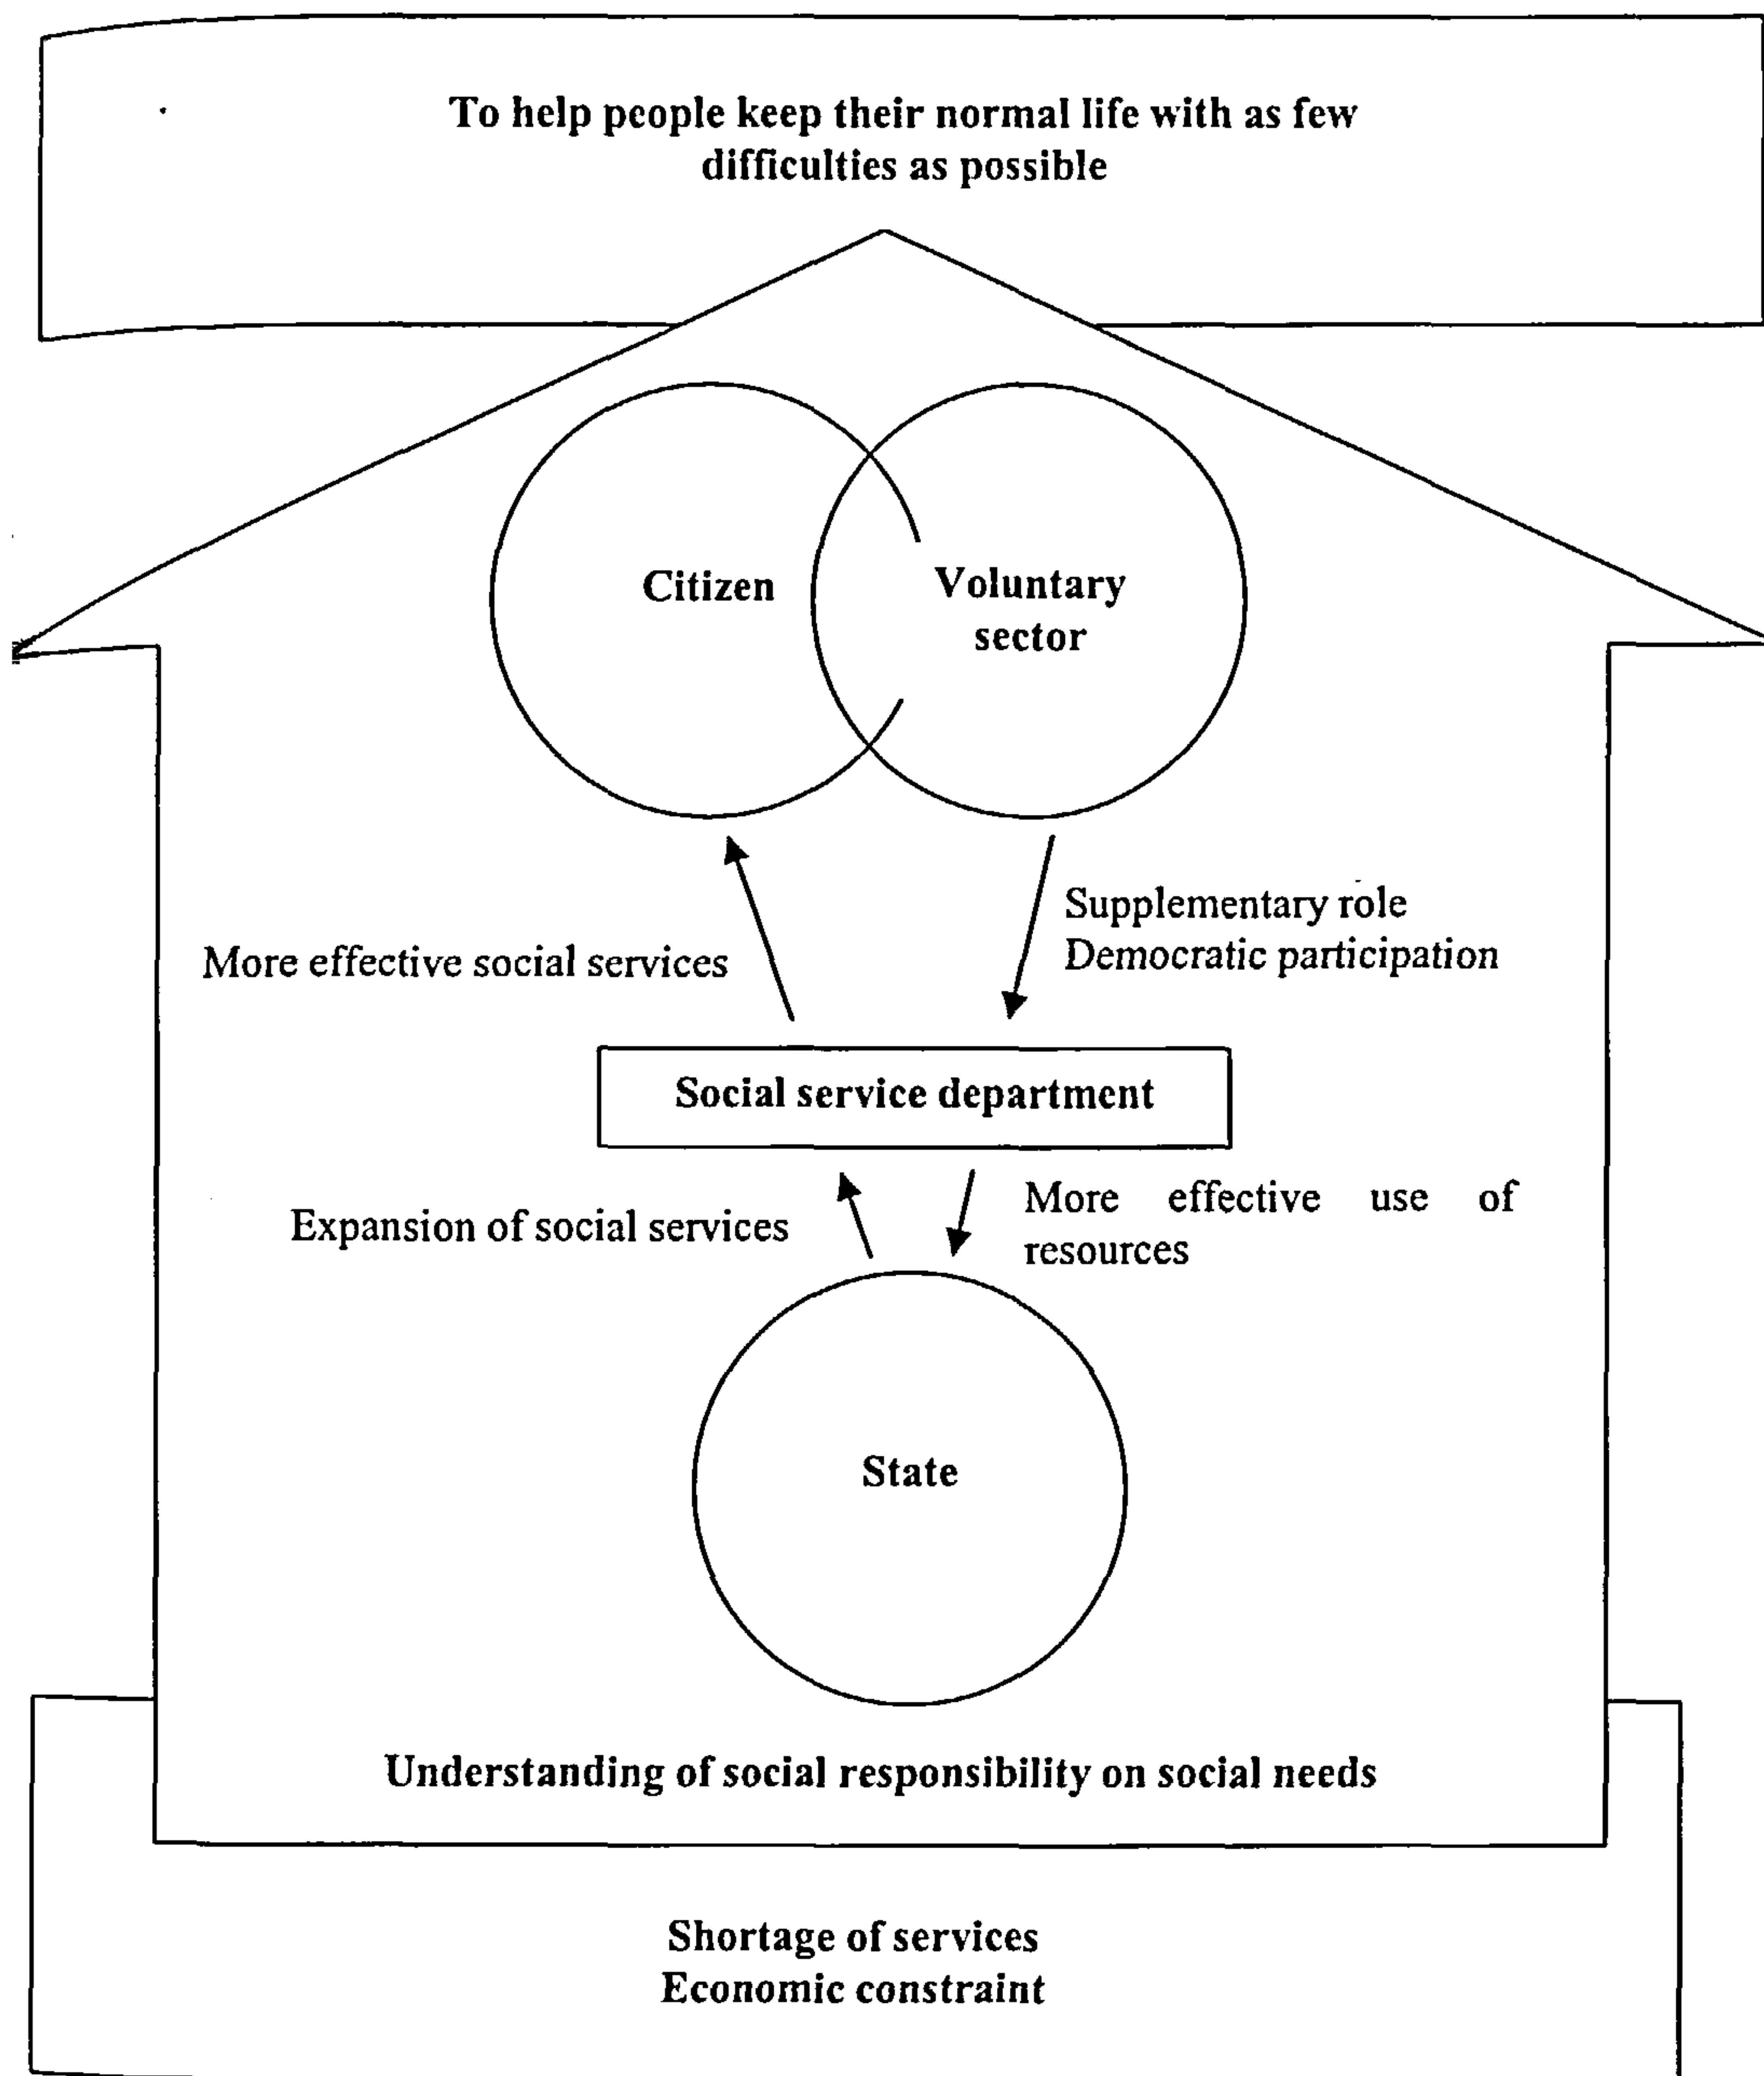 To help people keep their normal life with as few
difficulties as possible
Citizen
Voluntary
sector
Supplementary role
Democratic participation
More effective social services
Social service department
More effective use of
resources
Expansion of social services
State
Understanding of social responsibility on social needs
Shortage of services
Economic constraint